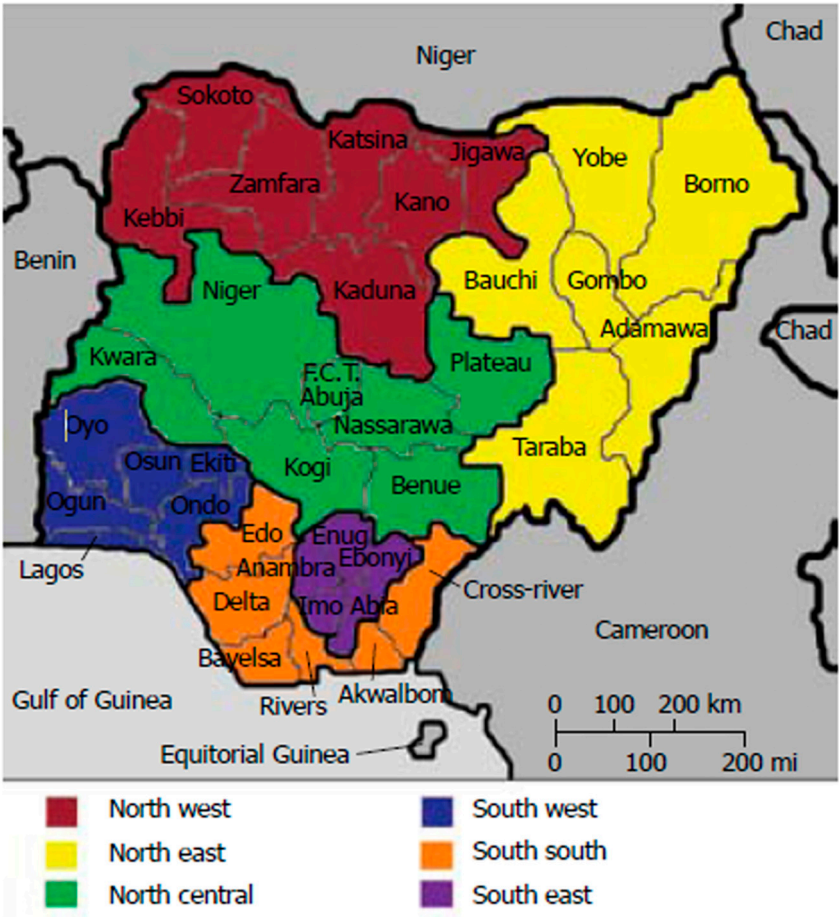 Chad
Niger
Sokoto
Katsina
Jigawa
Yobe
Zamfara
Borno
Kano
Kebbi
Benin
Bauchi
Gombo
Niger
Kaduna
Adamawa
Chad
Kwara
Plateau
F.C.T.
Abuja
Nassarawa
Oyo
Taraba
Osun
Ekiti
Kogi
Benue
Ogun
Ondo
Edo
Enug
Ebonyi
Lagos
Anambra
Cross-river
Delta
Imo
Abia
Cameroon
Bayelsa
Akwalbom
Gulf of Guinea
Rivers
0 100 200 km
Equitorial Guinea
0 100 200 mi
North west
South west
North east
South south
North central
South east